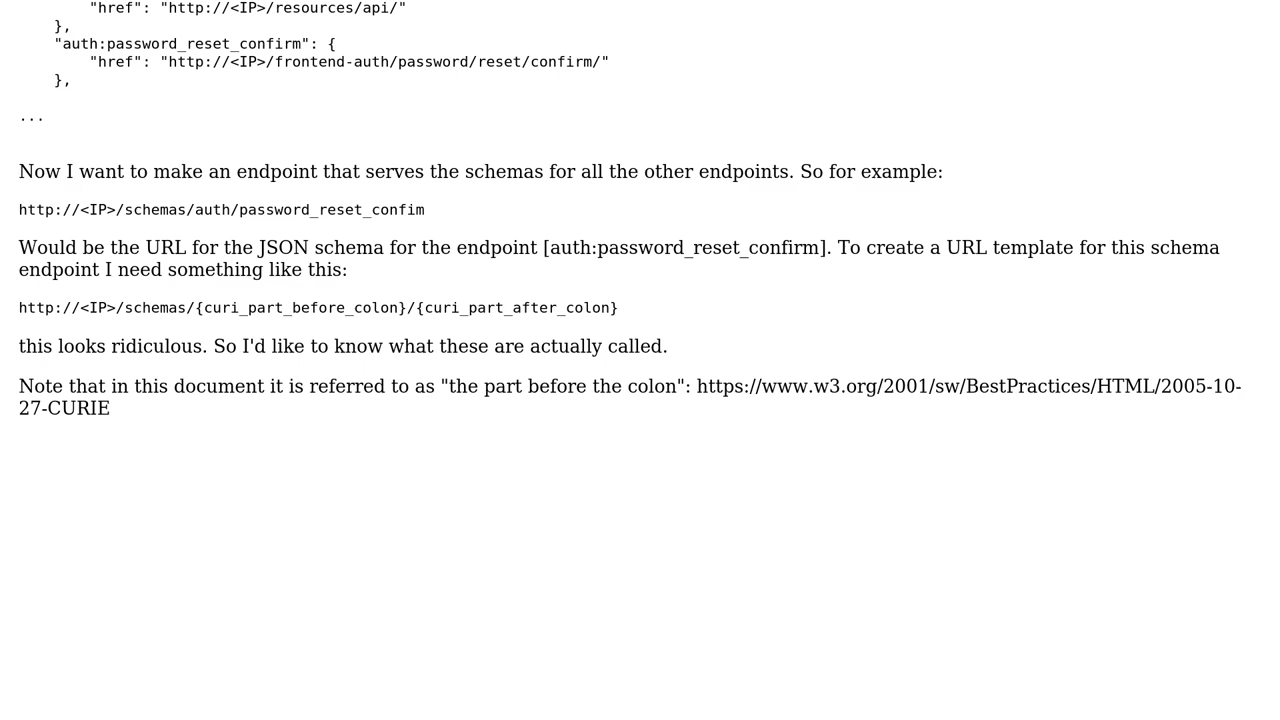 "href": "http://<IP>/resources/api/"
},
"auth:password_reset_confirm": {
"href": "http://<IP>/frontend-auth/password/reset/confirm/"
},
...
Now I want to make an endpoint that serves the schemas for all the other endpoints. So for example:
http://<IP>/schemas/auth/password_reset_confim
Would be the URL for the JSON schema for the endpoint [auth:password_reset_confirm]. To create a URL template for this schema
endpoint I need something like this:
http://<IP>/schemas/{curi_part_before_colon}/{curi_part_after_colon}
this looks ridiculous. So I'd like to know what these are actually called.
Note that in this document it is referred to as "the part before the colon": https://www.w3.org/2001/sw/BestPractices/HTML/2005-10-
27-CURIE